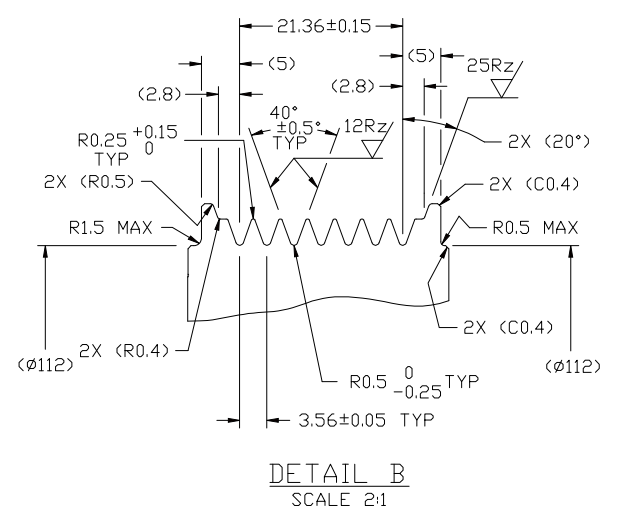 21.36±0.15
(5)
(5)
25Rz
(2.8)
(2.8)
40°
±0.5°
TYP
12Rz
R0.25 +0.15 0
TYP
2X (20°)
2X (R0.5)
2X (C0.4)
R1.5 MAX
R0.5 MAX
2X (C0.4)
2X (R0.4)
(Ø112)
(Ø112)
R0.5 0 -0.25 TYP
3.56±0.05 TYP
DETAIL B
SCALE 2:1